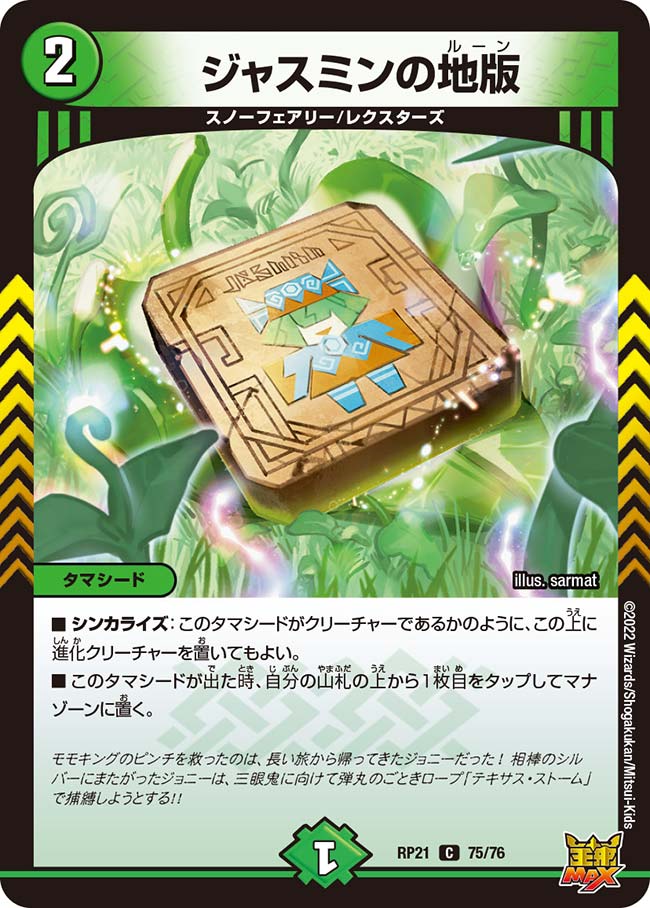 2
ルーン
ジャスミンの地版
スノーフェアリー/レクスターズ
タマシード
illus. sarmat
■ シンカライズ：このタマシードがクリーチャーであるかのように、この上に
進化クリーチャーを置いてもよい。
■ このタマシードが出た時、自分の山札の上から1枚目をタップしてマナ
ゾーンに置く。
モモキングのピンチを救ったのは、長い旅から帰ってきたジョニーだった！ 相棒のシル
バーにまたがったジョニーは、三眼鬼に向けて弾丸のごときロープ「テキサス・ストーム」
で捕縛しようとする!!
©2022 Wizards/Shogakukan/Mitsui-Kids
1
RP21 C 75/76
王来
MAX